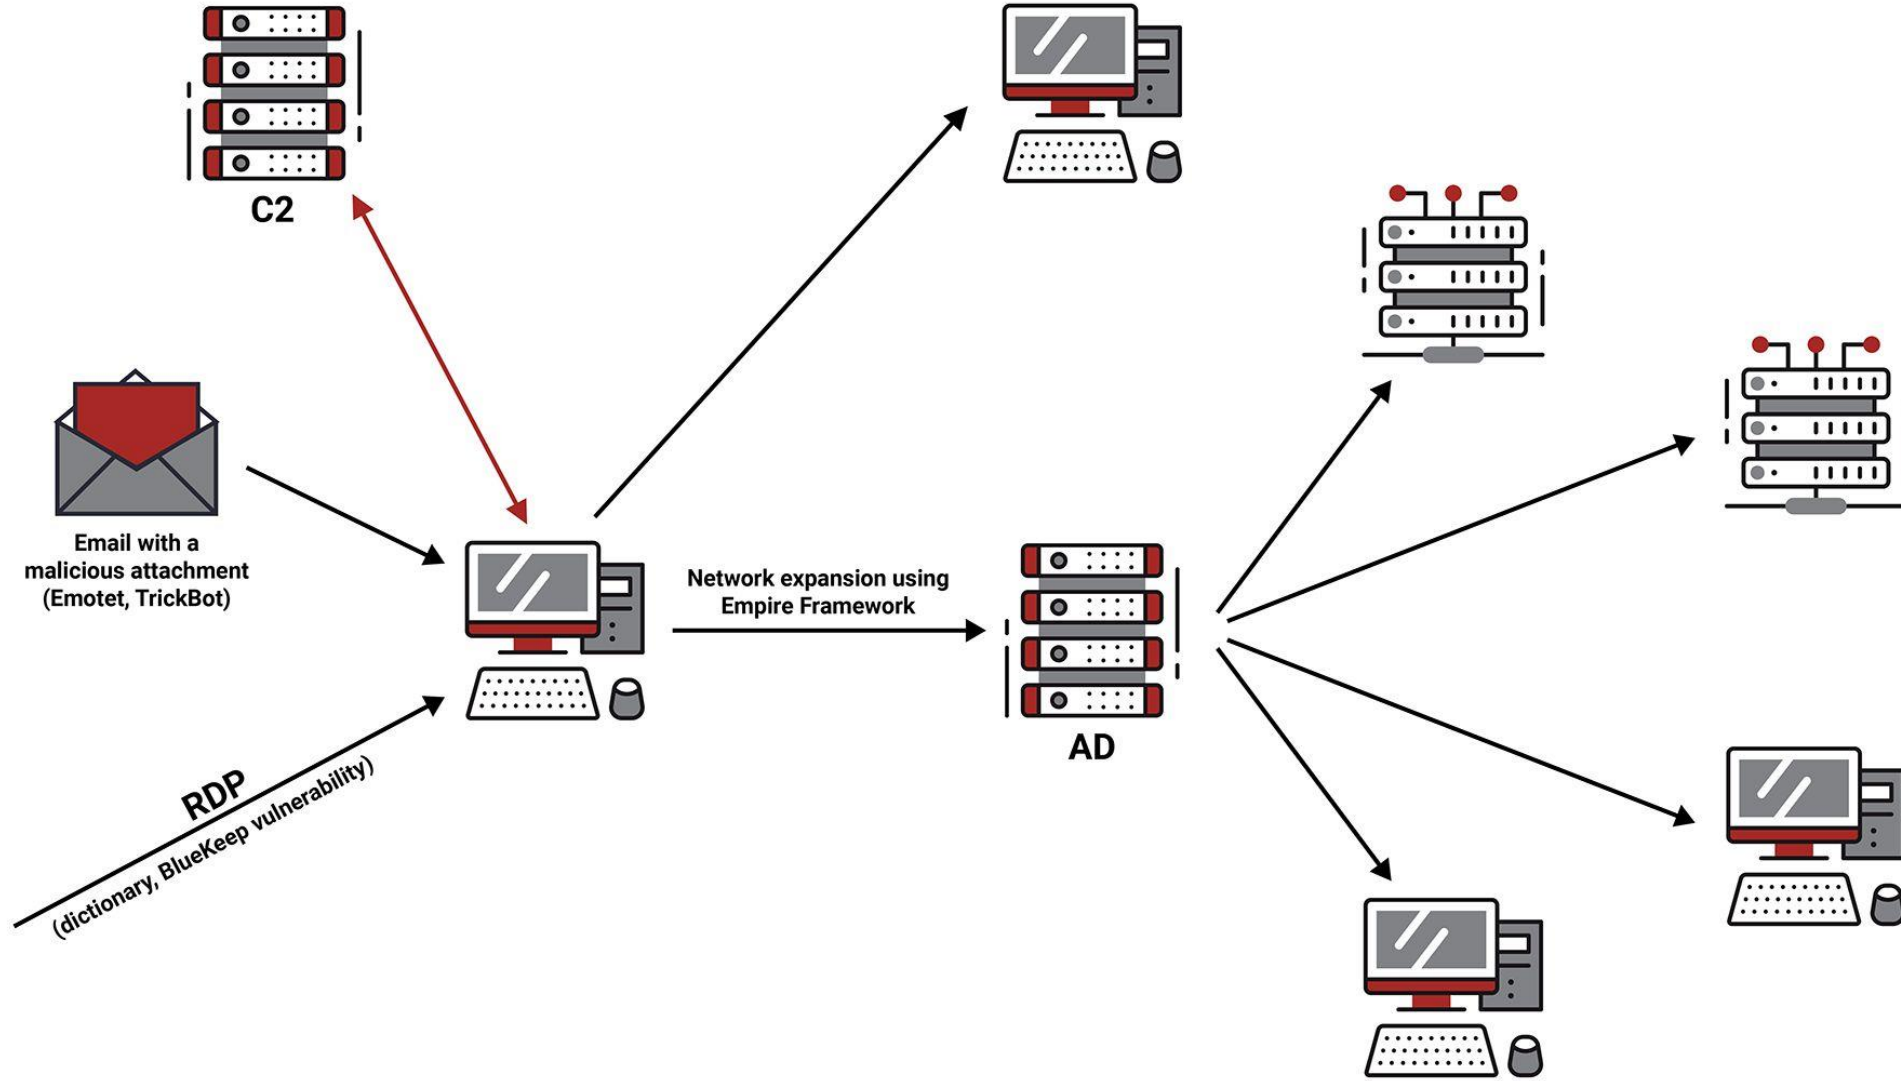 C2
Email with a
malicious attachment
(Emotet, TrickBot)
Network expansion using
Empire Framework
AD
RDP
(dictionary, BlueKeep vulnerability)